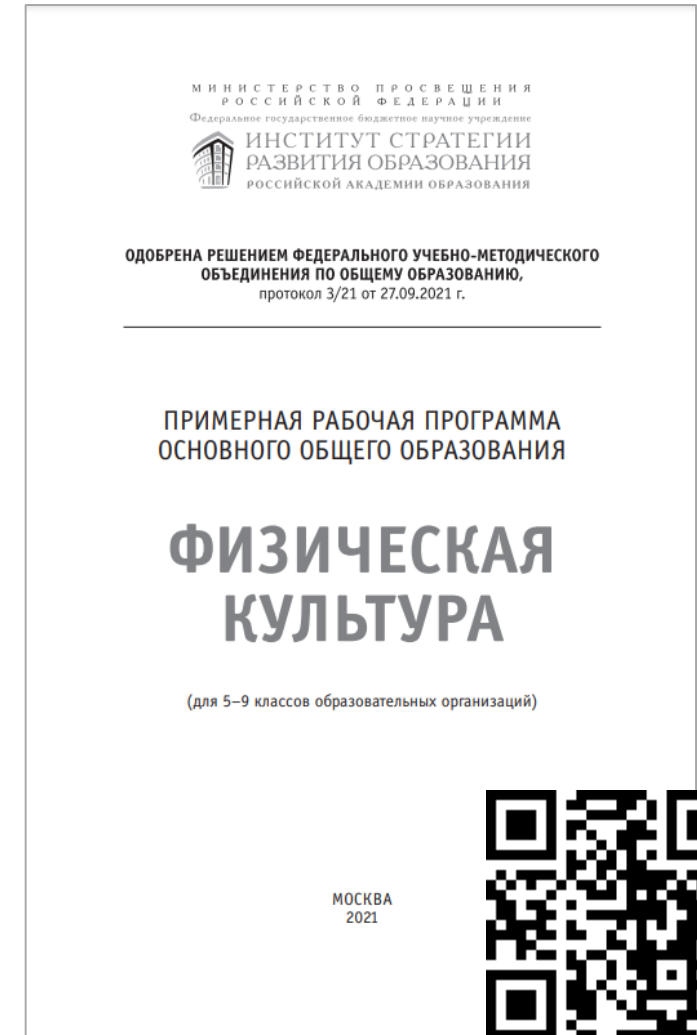 МИНИСТЕРСТВО ПРОСВЕЩЕНИЯ
РОССИЙСКОЙ ФЕДЕРАЦИИ
Федеральное государственное бюджетное научное учреждение
ИНСТИТУТ СТРАТЕГИИ
РАЗВИТИЯ ОБРАЗОВАНИЯ
РОССИЙСКОЙ АКАДЕМИИ ОБРАЗОВАНИЯ
ОДОБРЕНА РЕШЕНИЕМ ФЕДЕРАЛЬНОГО УЧЕБНО-МЕТОДИЧЕСКОГО
ОБЪЕДИНЕНИЯ ПО ОБЩЕМУ ОБРАЗОВАНИЮ,
протокол 3/21 от 27.09.2021 г.
ПРИМЕРНАЯ РАБОЧАЯ ПРОГРАММА
ОСНОВНОГО ОБЩЕГО ОБРАЗОВАНИЯ
ФИЗИЧЕСКАЯ
КУЛЬТУРА
(для 5–9 классов образовательных организаций)
МОСКВА
2021